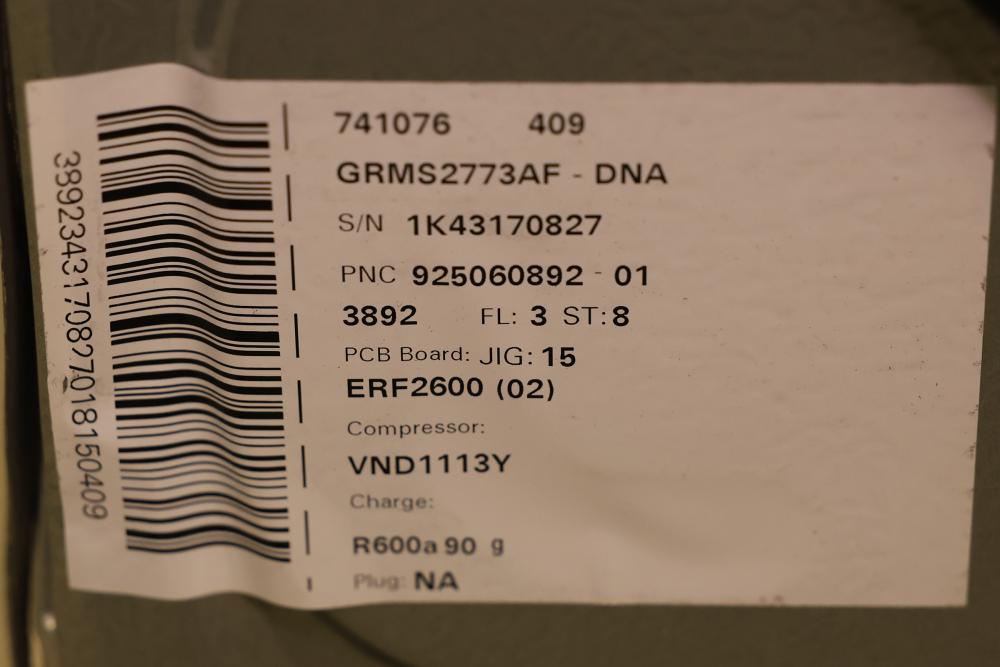 741076 409
GRMS2773AF - DNA
S/N 1K43170827
PNC 925060892 - 01
3892 FL: 3 ST: 8
PCB Board: JIG: 15
ERF2600 (02)
Compressor:
VND1113Y
Charge:
R600a 90 g
Plug: NA
3892343170827018150409